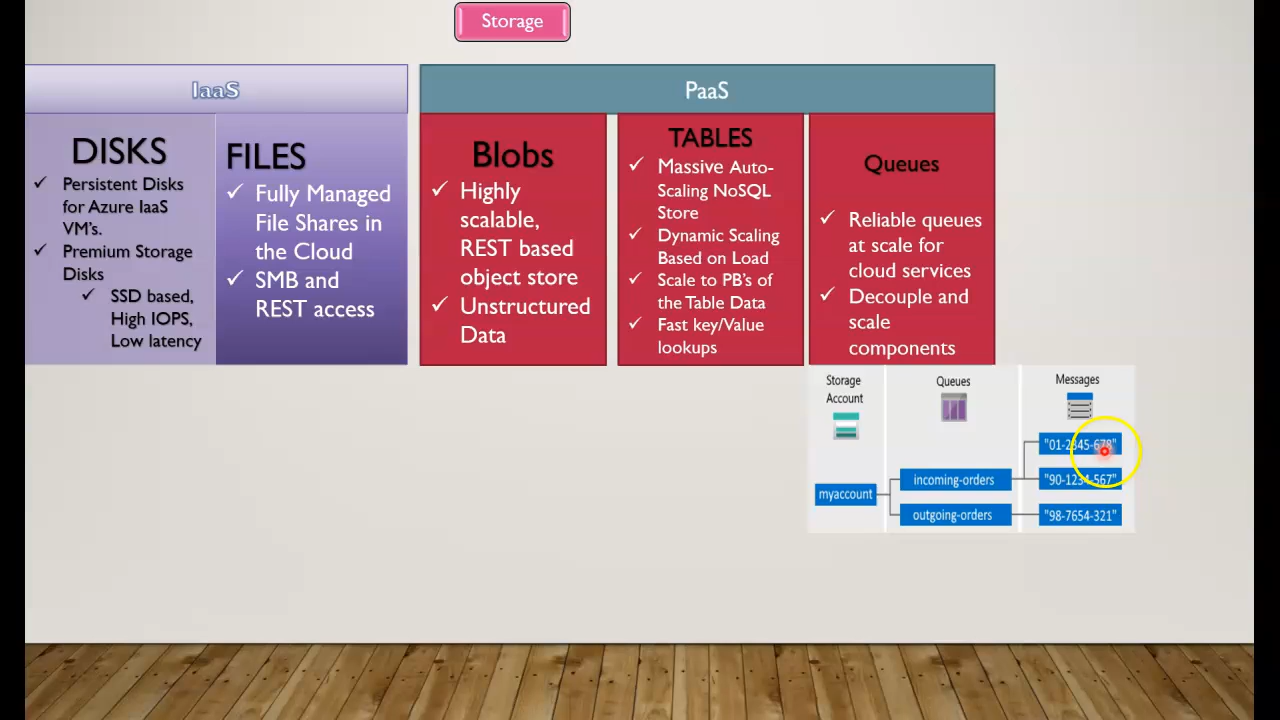 Storage
IaaS
PaaS
DISKS
Persistent Disks
for Azure IaaS
VM's.
Premium Storage
Disks
SSD based,
High IOPS,
Low latency
FILES
Fully Managed
File Shares in
the Cloud
SMB and
REST access
Blobs
Highly
scalable,
REST based
object store
Unstructured
Data
TABLES
Massive Auto-
Scaling NoSQL
Store
Dynamic Scaling
Based on Load
Scale to PB's of
the Table Data
Fast key/Value
lookups
Queues
Reliable queues
at scale for
cloud services
Decouple and
scale
components
Storage
Account
Queues
Messages
myaccount
incoming-orders
outgoing-orders
"01-2345-678"
"90-1234-567"
"98-7654-321"